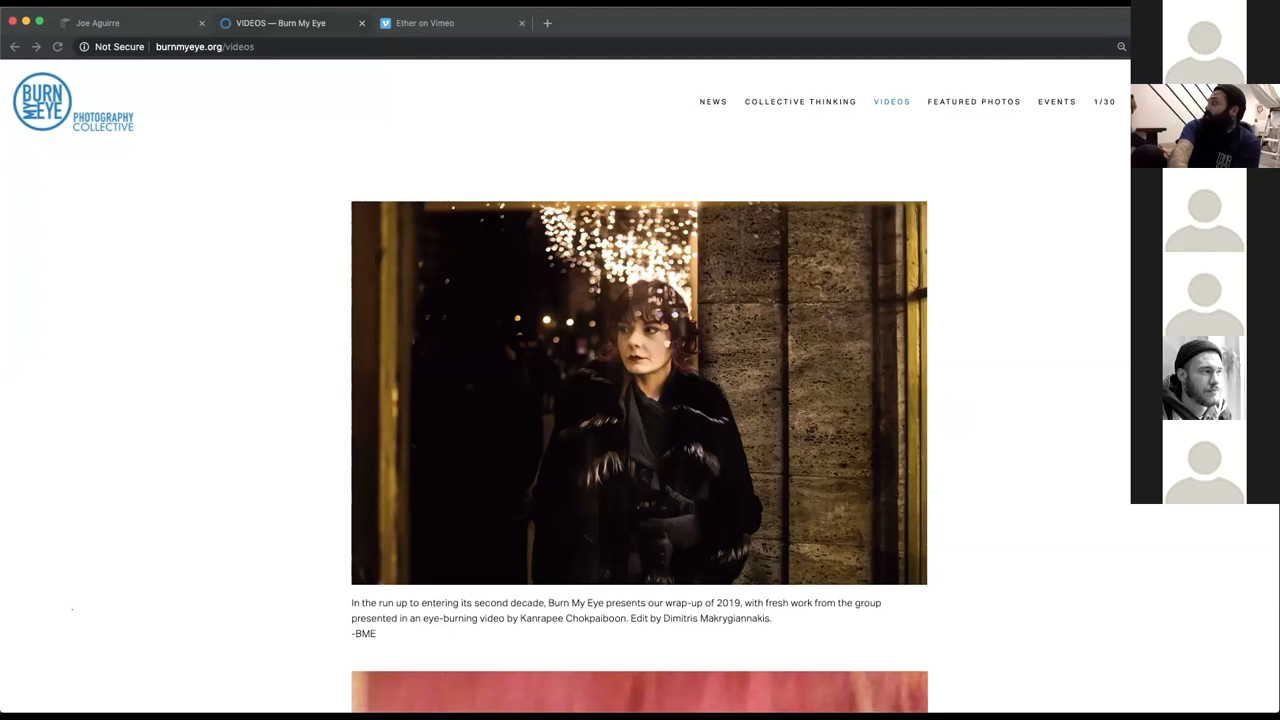 Joe Aguirre
VIDEOS — Burn My Eye
Ether on Vimeo
Not Secure
burnmyeye.org/videos
BURN
MY
EYE
PHOTOGRAPHY
COLLECTIVE
NEWS
COLLECTIVE THINKING
VIDEOS
FEATURED PHOTOS
EVENTS
1/30
In the run up to entering its second decade, Burn My Eye presents our wrap-up of 2019, with fresh work from the group
presented in an eye-burning video by Kanrapee Chokpaiboon. Edit by Dimitris Makrygiannakis.
-BME